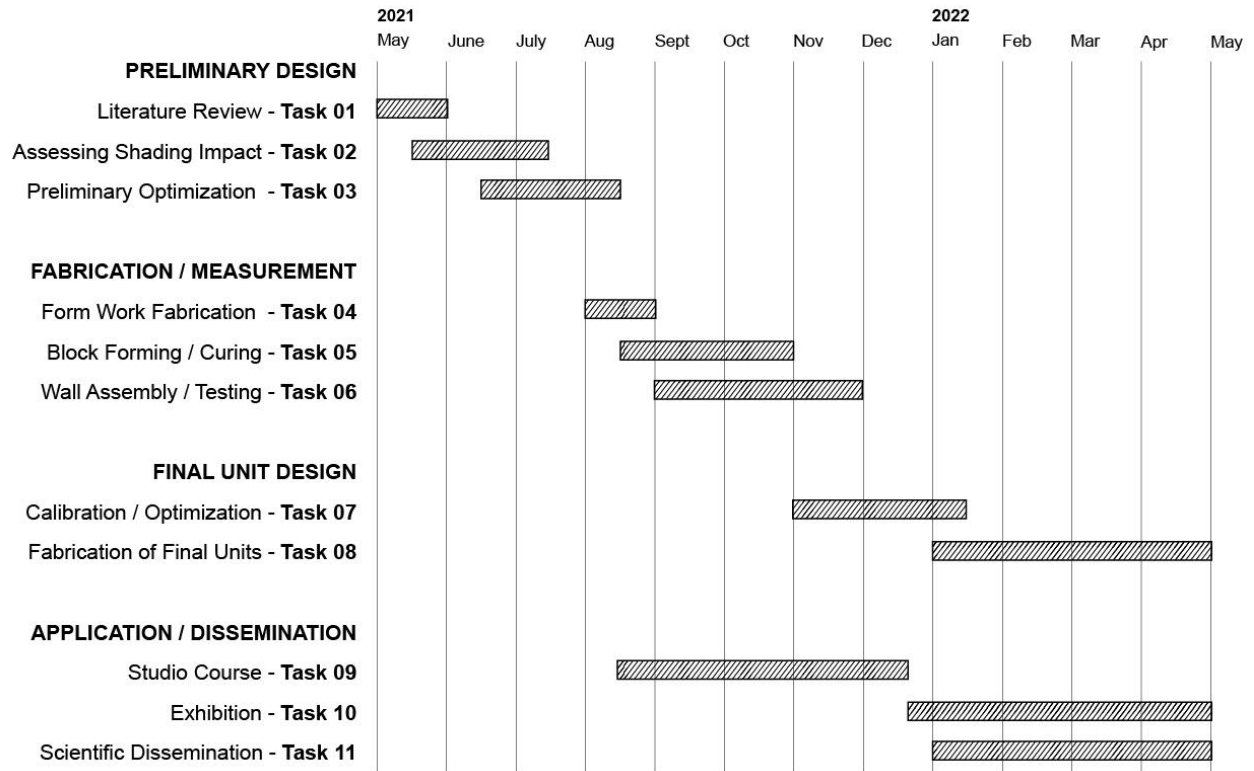 2021 2022
May June July Aug Sept Oct Nov Dec Jan Feb Mar Apr May
PRELIMINARY DESIGN
Literature Review - Task 01
Assessing Shading Impact - Task 02
Preliminary Optimization - Task 03
FABRICATION / MEASUREMENT
Form Work Fabrication - Task 04
Block Forming / Curing - Task 05
Wall Assembly / Testing - Task 06
FINAL UNIT DESIGN
Calibration / Optimization - Task 07
Fabrication of Final Units - Task 08
APPLICATION / DISSEMINATION
Studio Course - Task 09
Exhibition - Task 10
Scientific Dissemination - Task 11